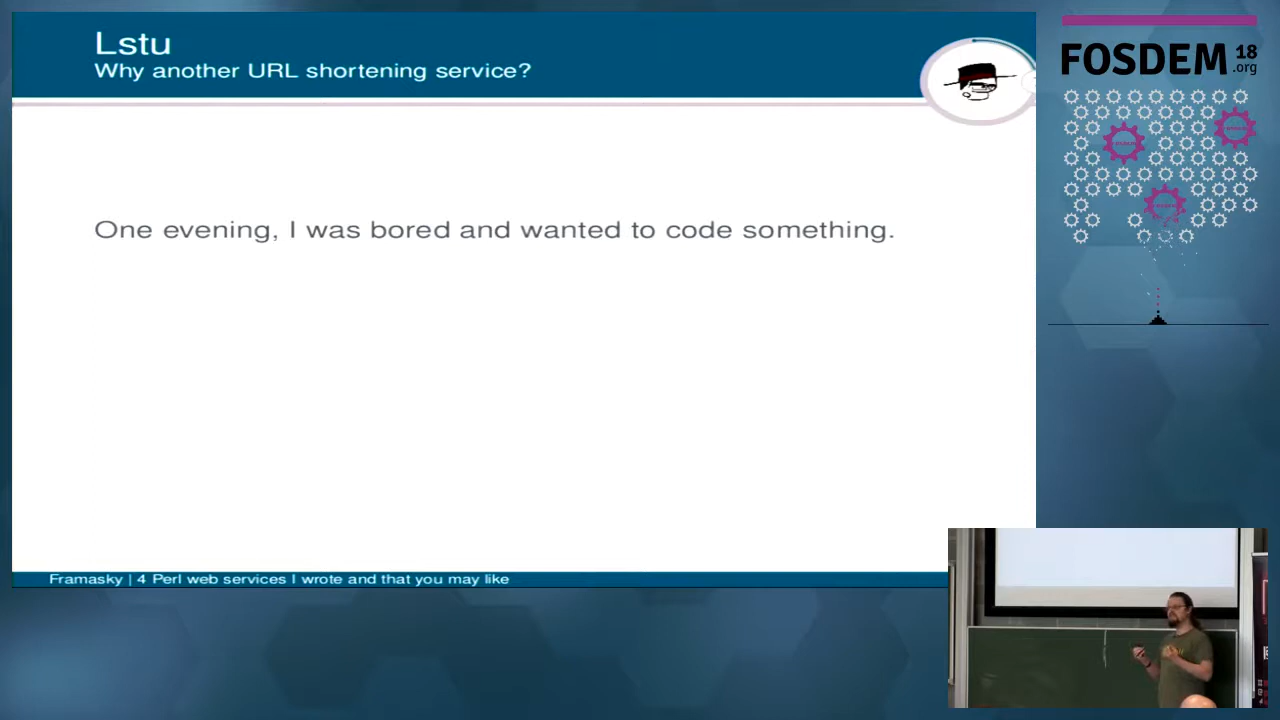 Lstu
Why another URL shortening service?
One evening, I was bored and wanted to code something.
Framasky | 4 Perl web services I wrote and that you may like
FOSDEM 18
.org